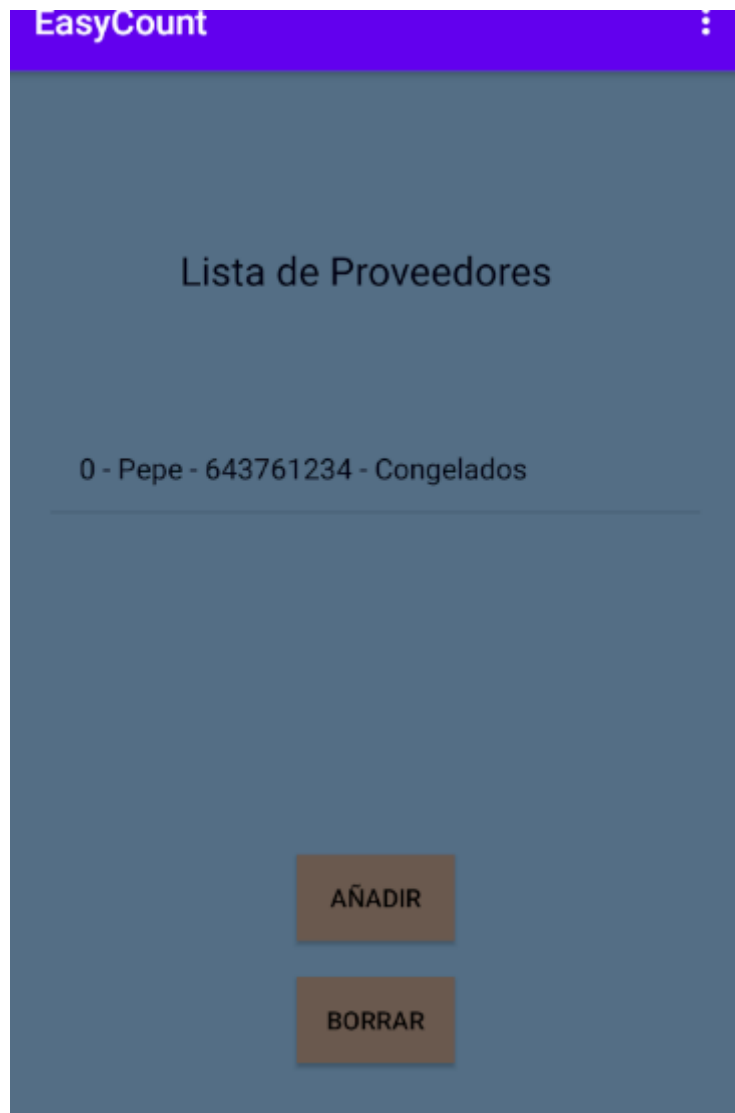 EasyCount
Lista de Proveedores
0 - Pepe - 643761234 - Congelados
AÑADIR
BORRAR